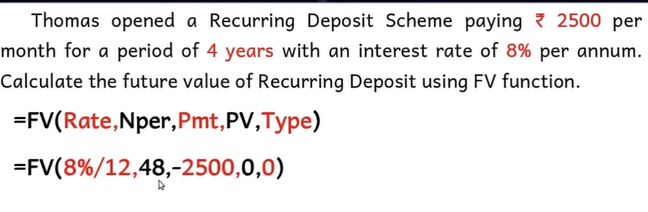 Thomas opened a Recurring Deposit Scheme paying ₹ 2500 per
month for a period of 4 years with an interest rate of 8% per annum.
Calculate the future value of Recurring Deposit using FV function.
=FV(Rate,Nper,Pmt,PV,Type)
=FV(8%/12,48,-2500,0,0)